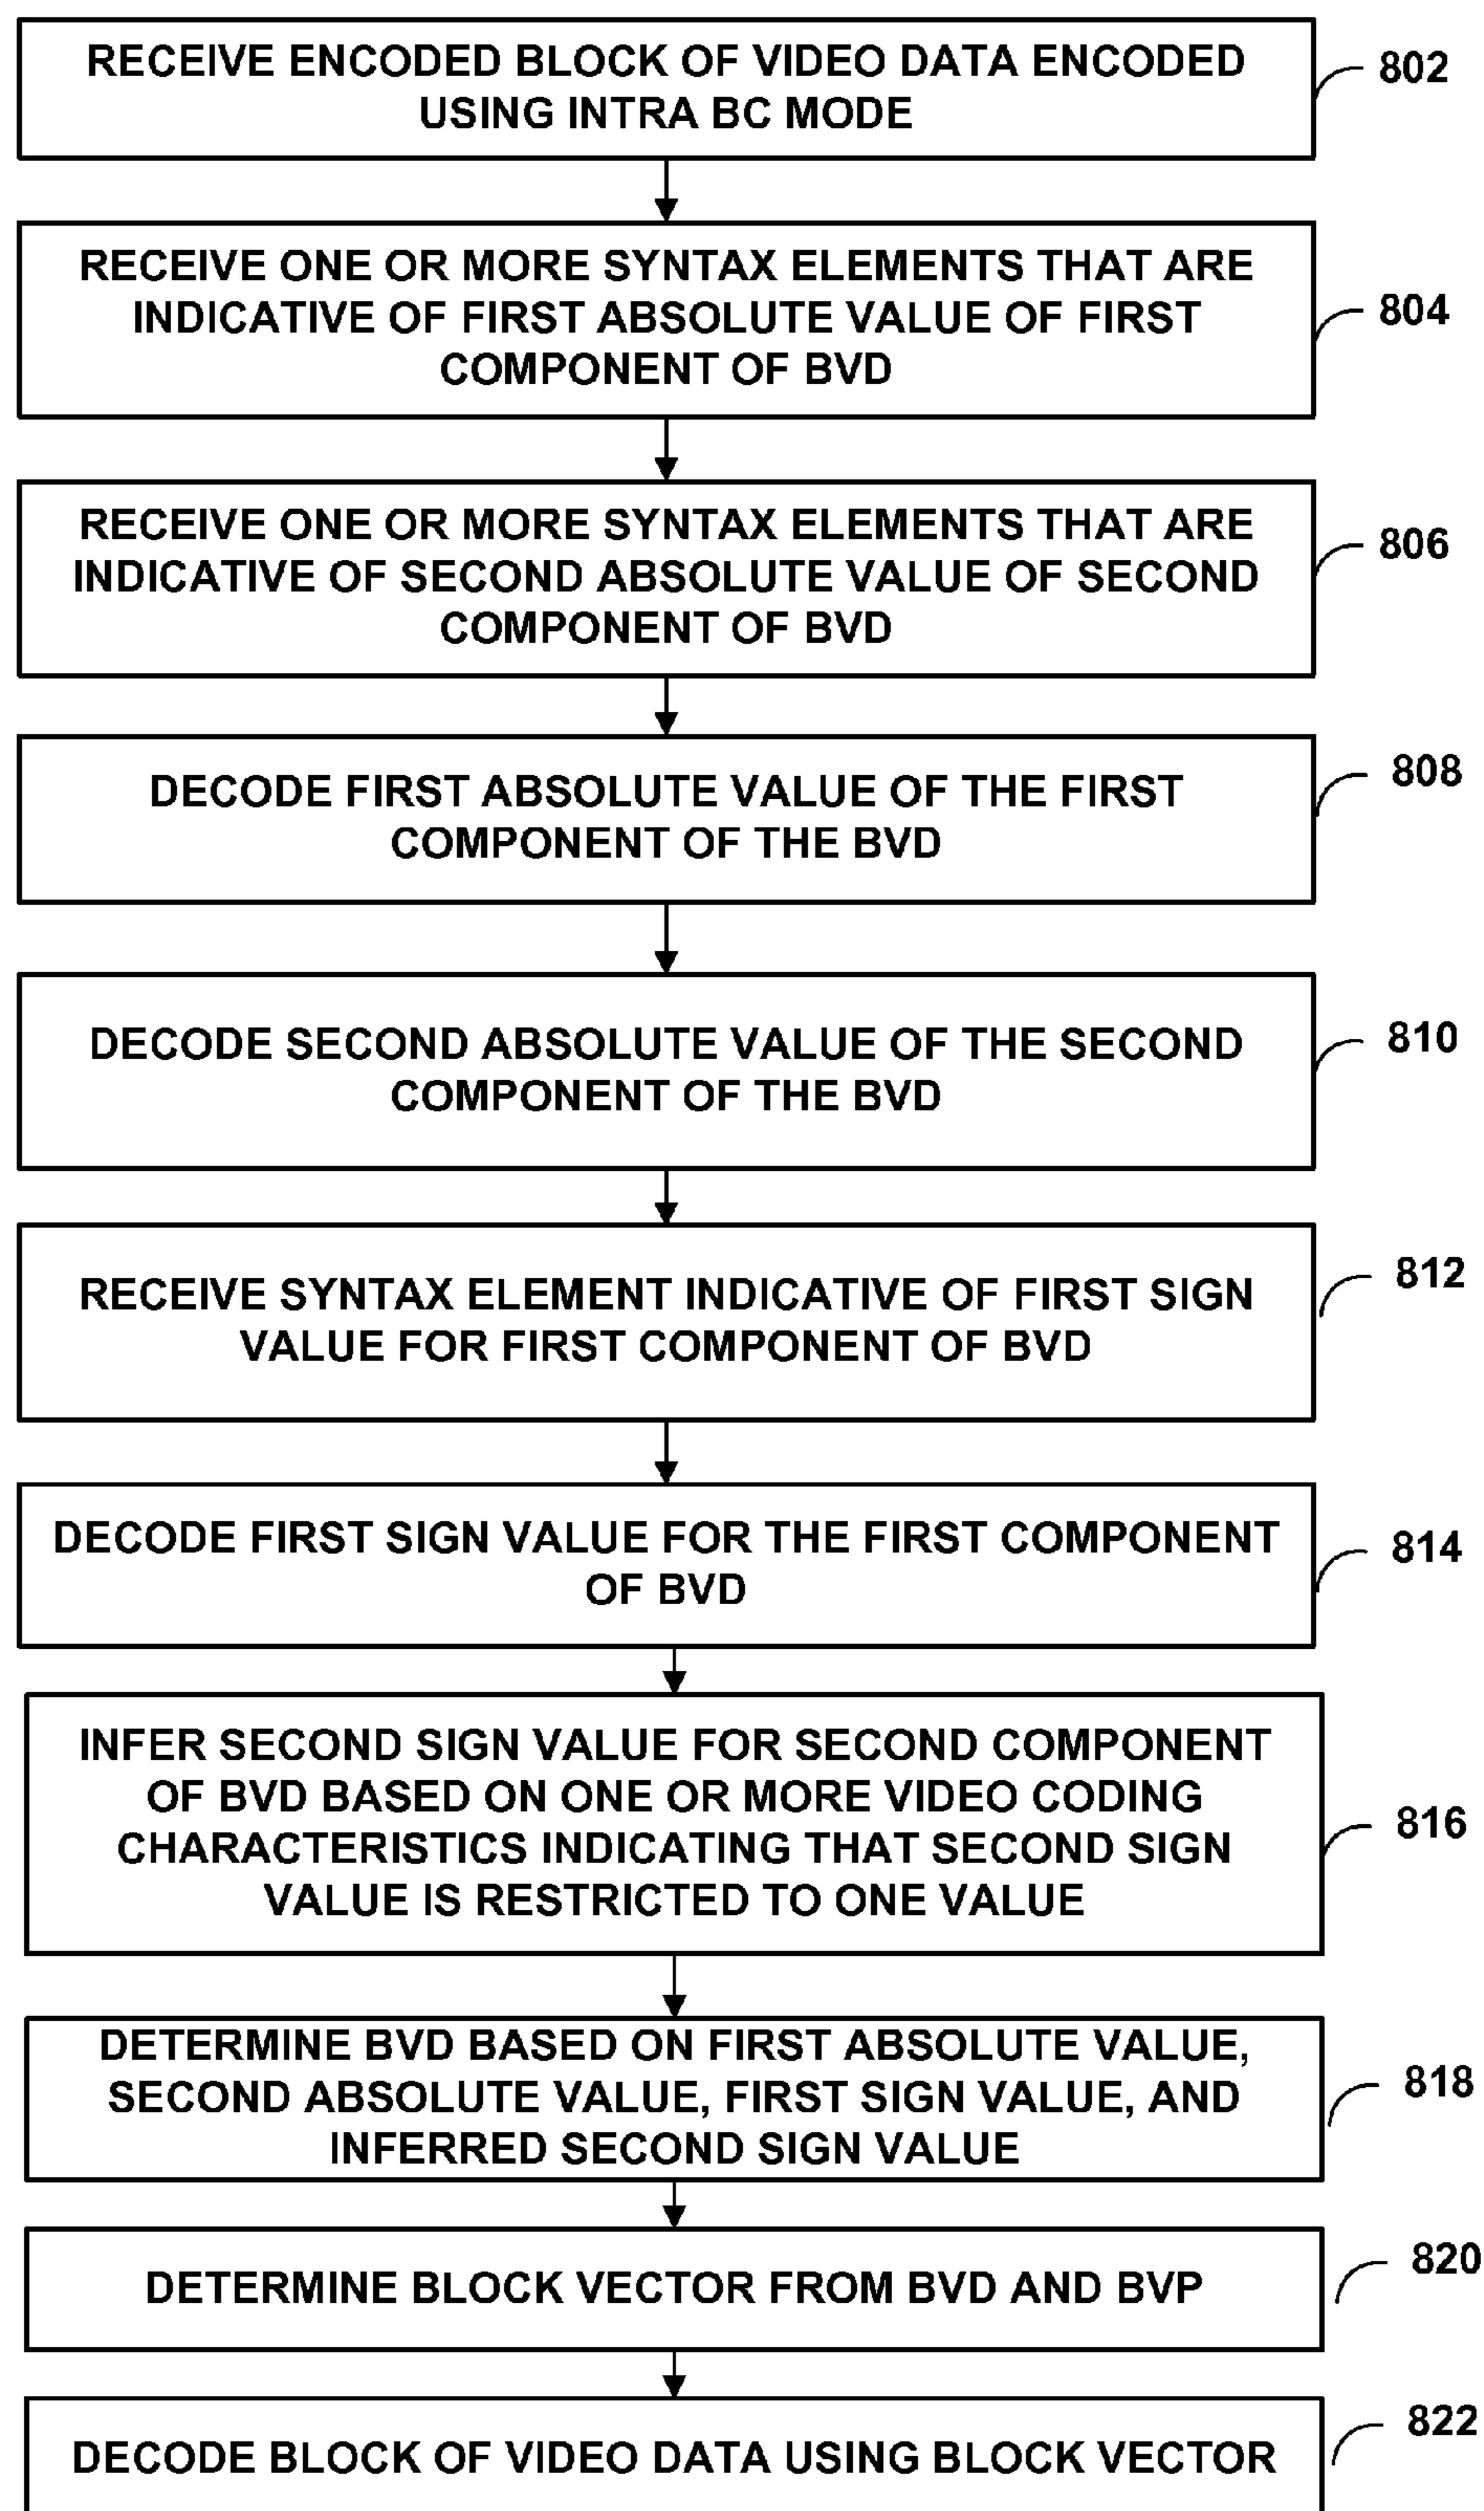 RECEIVE ENCODED BLOCK OF VIDEO DATA ENCODED
USING INTRA BC MODE
802
RECEIVE ONE OR MORE SYNTAX ELEMENTS THAT ARE
INDICATIVE OF FIRST ABSOLUTE VALUE OF FIRST
COMPONENT OF BVD
804
RECEIVE ONE OR MORE SYNTAX ELEMENTS THAT ARE
INDICATIVE OF SECOND ABSOLUTE VALUE OF SECOND
COMPONENT OF BVD
806
DECODE FIRST ABSOLUTE VALUE OF THE FIRST
COMPONENT OF THE BVD
808
DECODE SECOND ABSOLUTE VALUE OF THE SECOND
COMPONENT OF THE BVD
810
RECEIVE SYNTAX ELEMENT INDICATIVE OF FIRST SIGN
VALUE FOR FIRST COMPONENT OF BVD
812
DECODE FIRST SIGN VALUE FOR THE FIRST COMPONENT
OF BVD
814
INFER SECOND SIGN VALUE FOR SECOND COMPONENT
OF BVD BASED ON ONE OR MORE VIDEO CODING
CHARACTERISTICS INDICATING THAT SECOND SIGN
VALUE IS RESTRICTED TO ONE VALUE
816
DETERMINE BVD BASED ON FIRST ABSOLUTE VALUE,
SECOND ABSOLUTE VALUE, FIRST SIGN VALUE, AND
INFERRED SECOND SIGN VALUE
818
DETERMINE BLOCK VECTOR FROM BVD AND BVP
820
DECODE BLOCK OF VIDEO DATA USING BLOCK VECTOR
822